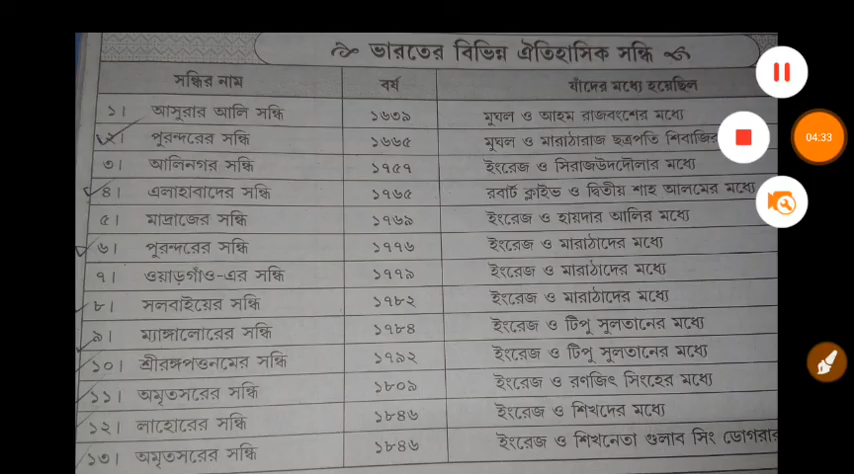 ভারতের বিভিন্ন ঐতিহাসিক সন্ধি
সন্ধির নাম বর্ষ যাঁদের মধ্যে হয়েছিল
১। আসুরার আলি সন্ধি ১৬৩৯ মুঘল ও আহম রাজবংশের মধ্যে
২। পুরন্দরের সন্ধি ১৬৬৫ মুঘল ও মারাঠারাজ ছত্রপতি শিবাজির
৩। আলিনগর সন্ধি ১৭৫৭ ইংরেজ ও সিরাজউদদৌলার মধ্যে
৪। এলাহাবাদের সন্ধি ১৭৬৫ রবার্ট ক্লাইভ ও দ্বিতীয় শাহ আলমের মধ্যে
৫। মাদ্রাজের সন্ধি ১৭৬৯ ইংরেজ ও হায়দার আলির মধ্যে
৬। পুরন্দরের সন্ধি ১৭৭৬ ইংরেজ ও মারাঠাদের মধ্যে
৭। ওয়াড়গাঁও-এর সন্ধি ১৭৭৯ ইংরেজ ও মারাঠাদের মধ্যে
৮। সলবাইয়ের সন্ধি ১৭৮২ ইংরেজ ও মারাঠাদের মধ্যে
৯। ম্যাঙ্গালোরের সন্ধি ১৭৮৪ ইংরেজ ও টিপু সুলতানের মধ্যে
১০। শ্রীরঙ্গপত্তনমের সন্ধি ১৭৯২ ইংরেজ ও টিপু সুলতানের মধ্যে
১১। অমৃতসরের সন্ধি ১৮০৯ ইংরেজ ও রণজিৎ সিংহের মধ্যে
১২। লাহোরের সন্ধি ১৮৪৬ ইংরেজ ও শিখদের মধ্যে
১৩। অমৃতসরের সন্ধি ১৮৪৬ ইংরেজ ও শিখনেতা গুলাব সিং ডোগরার
04:33